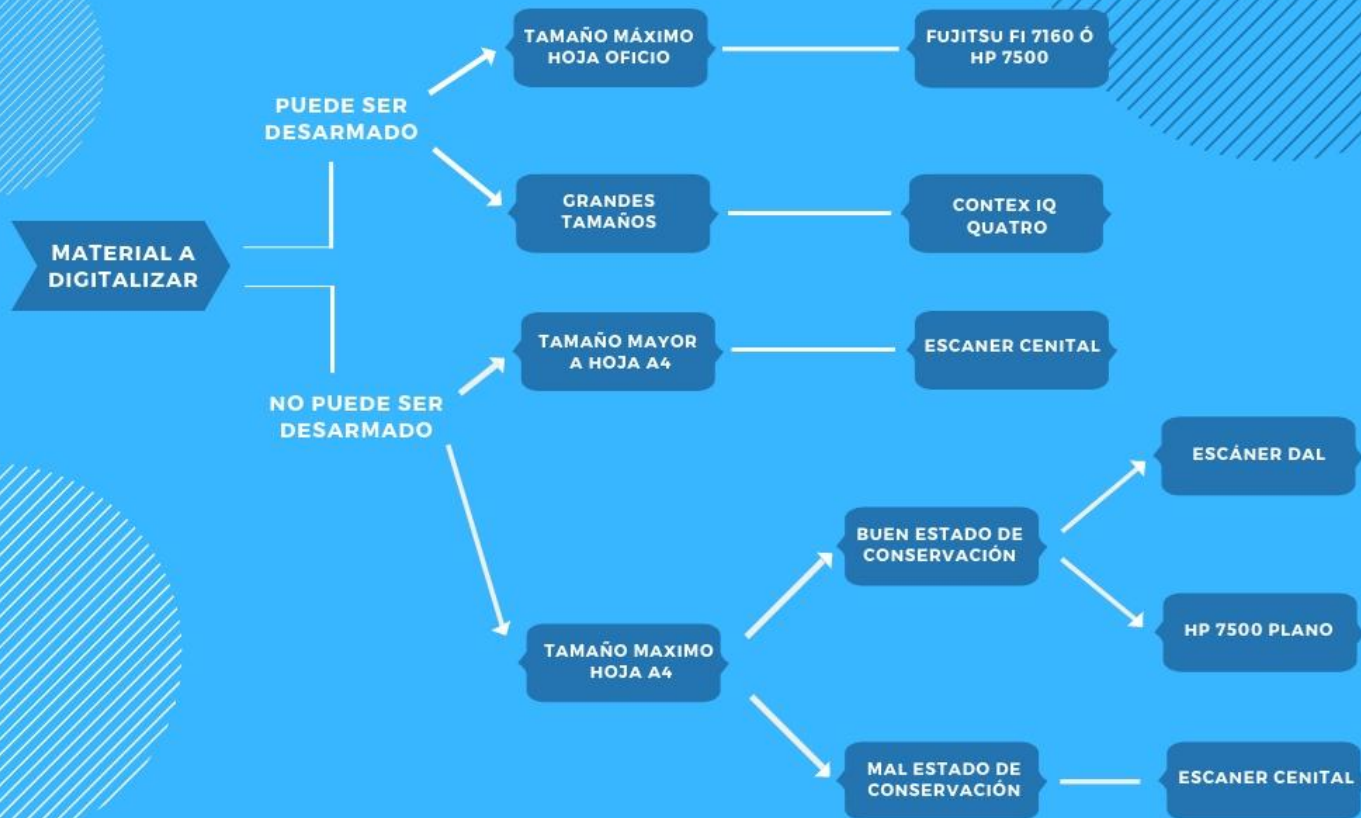 TAMAÑO MÁXIMO
HOJA OFICIO
FUJITSU FI 7160 Ó
HP 7500
PUEDE SER
DESARMADO
GRANDES
TAMAÑOS
CONTEX IQ
QUATRO
MATERIAL A
DIGITALIZAR
TAMAÑO MAYOR
A HOJA A4
ESCANER CENITAL
NO PUEDE SER
DESARMADO
ESCÁNER DAL
BUEN ESTADO DE
CONSERVACIÓN
HP 7500 PLANO
TAMAÑO MAXIMO
HOJA A4
MAL ESTADO DE
CONSERVACIÓN
ESCANER CENITAL